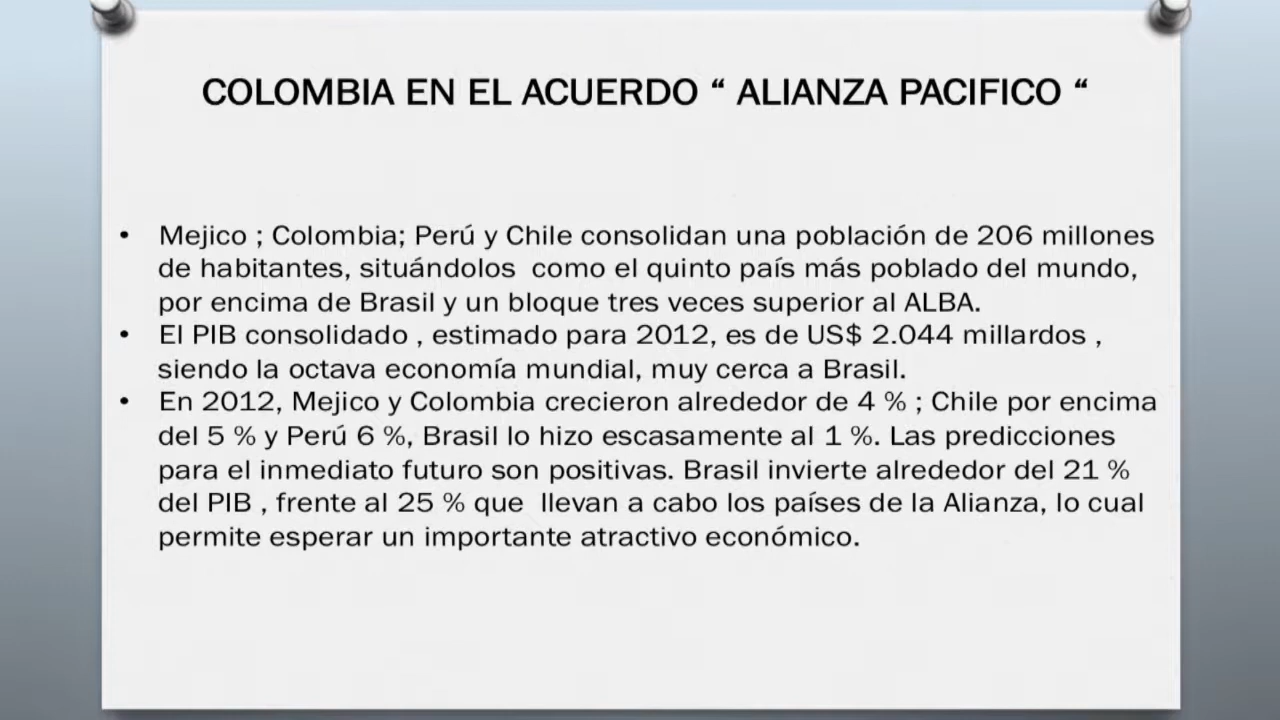 COLOMBIA EN EL ACUERDO “ ALIANZA PACIFICO “
• Mejico ; Colombia; Perú y Chile consolidan una población de 206 millones
de habitantes, situándolos como el quinto país más poblado del mundo,
por encima de Brasil y un bloque tres veces superior al ALBA.
• El PIB consolidado , estimado para 2012, es de US$ 2.044 millardos ,
siendo la octava economía mundial, muy cerca a Brasil.
• En 2012, Mejico y Colombia crecieron alrededor de 4 % ; Chile por encima
del 5 % y Perú 6 %, Brasil lo hizo escasamente al 1 %. Las predicciones
para el inmediato futuro son positivas. Brasil invierte alrededor del 21 %
del PIB , frente al 25 % que llevan a cabo los países de la Alianza, lo cual
permite esperar un importante atractivo económico.